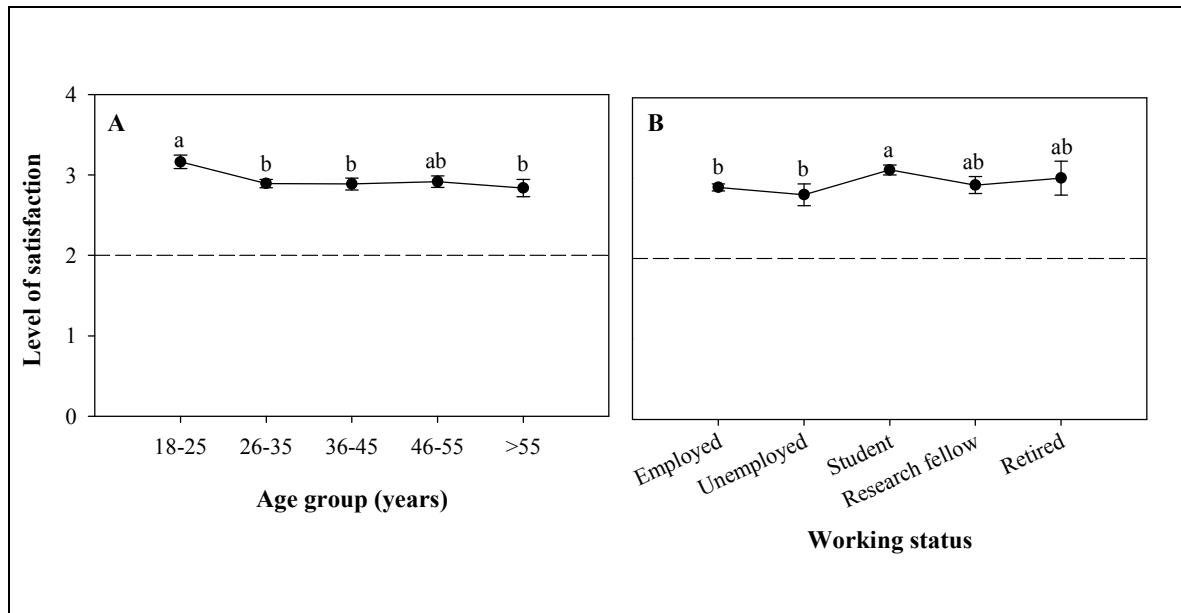 4
3
2
1
0
Level of satisfaction
A
a
b
b
ab
b
18-25
26-35
36-45
46-55
>55
Age group (years)
B
b
b
a
ab
ab
Employed
Unemployed
Student
Research fellow
Retired
Working status